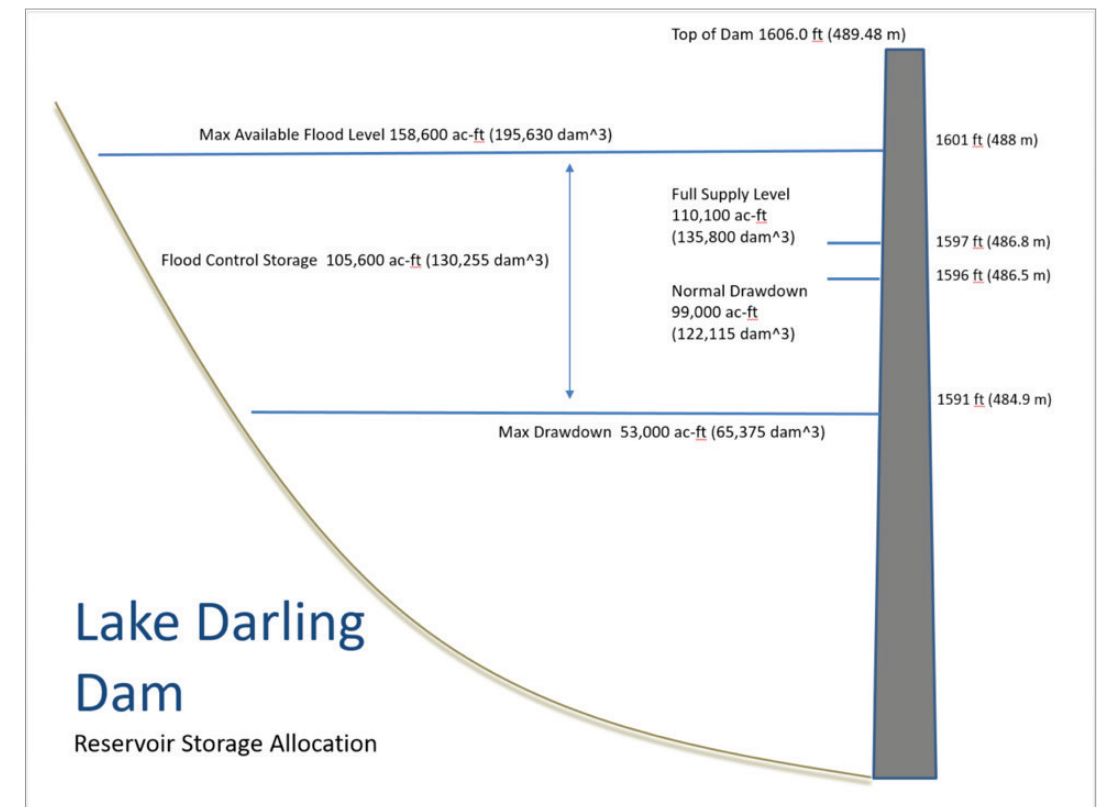 Top of Dam 1606.0 ft (489.48 m)
Max Available Flood Level 158,600 ac-ft (195,630 dam^3)
1601 ft (488 m)
Full Supply Level
110,100 ac-ft
(135,800 dam^3)
1597 ft (486.8 m)
Flood Control Storage 105,600 ac-ft (130,255 dam^3)
1596 ft (486.5 m)
Normal Drawdown
99,000 ac-ft
(122,115 dam^3)
1591 ft (484.9 m)
Max Drawdown 53,000 ac-ft (65,375 dam^3)
Lake Darling
Dam
Reservoir Storage Allocation